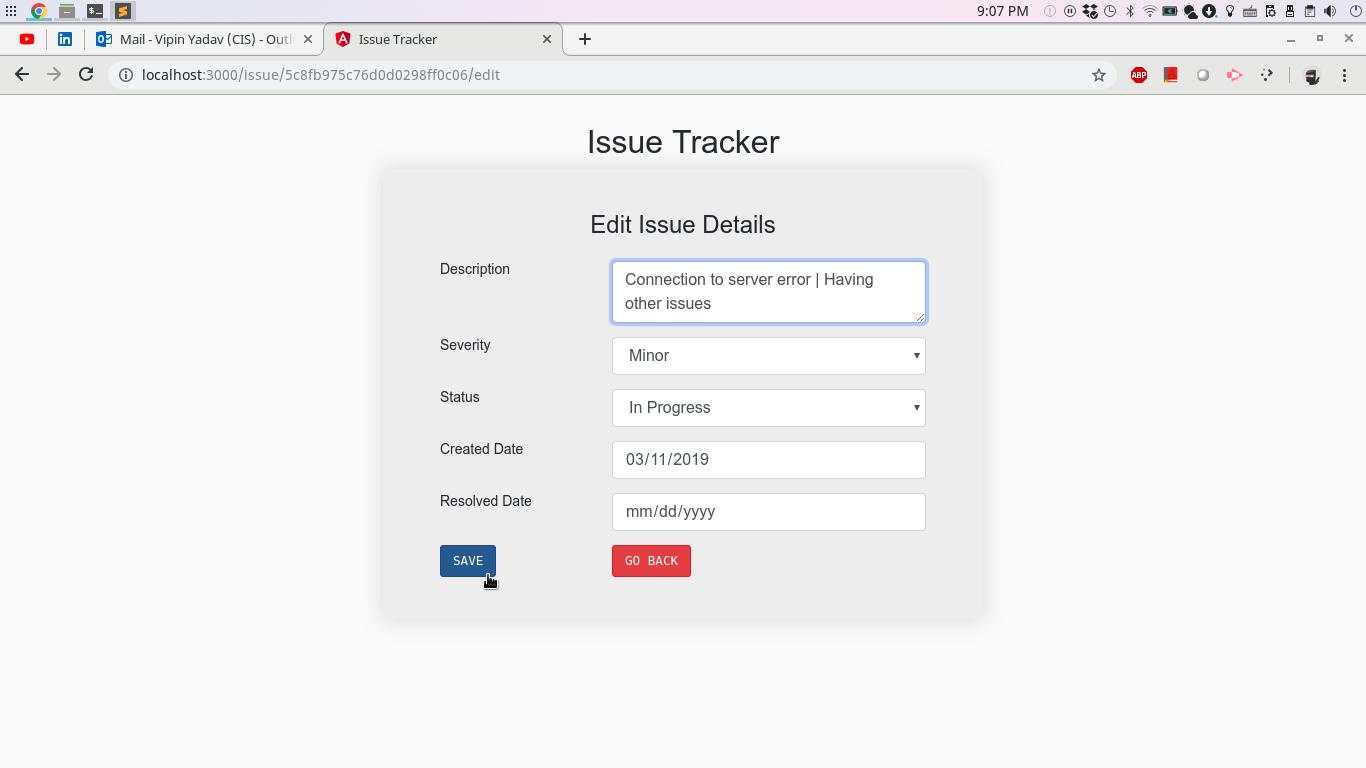 9:07 PM
Mail - Vipin Yadav (CIS) - Outl
Issue Tracker
localhost:3000/issue/5c8fb975c76d0d0298ff0c06/edit
ABP
Issue Tracker
Edit Issue Details
Description
Connection to server error | Having
other issues
Severity
Minor
Status
In Progress
Created Date
03/11/2019
Resolved Date
mm/dd/yyyy
SAVE
GO BACK